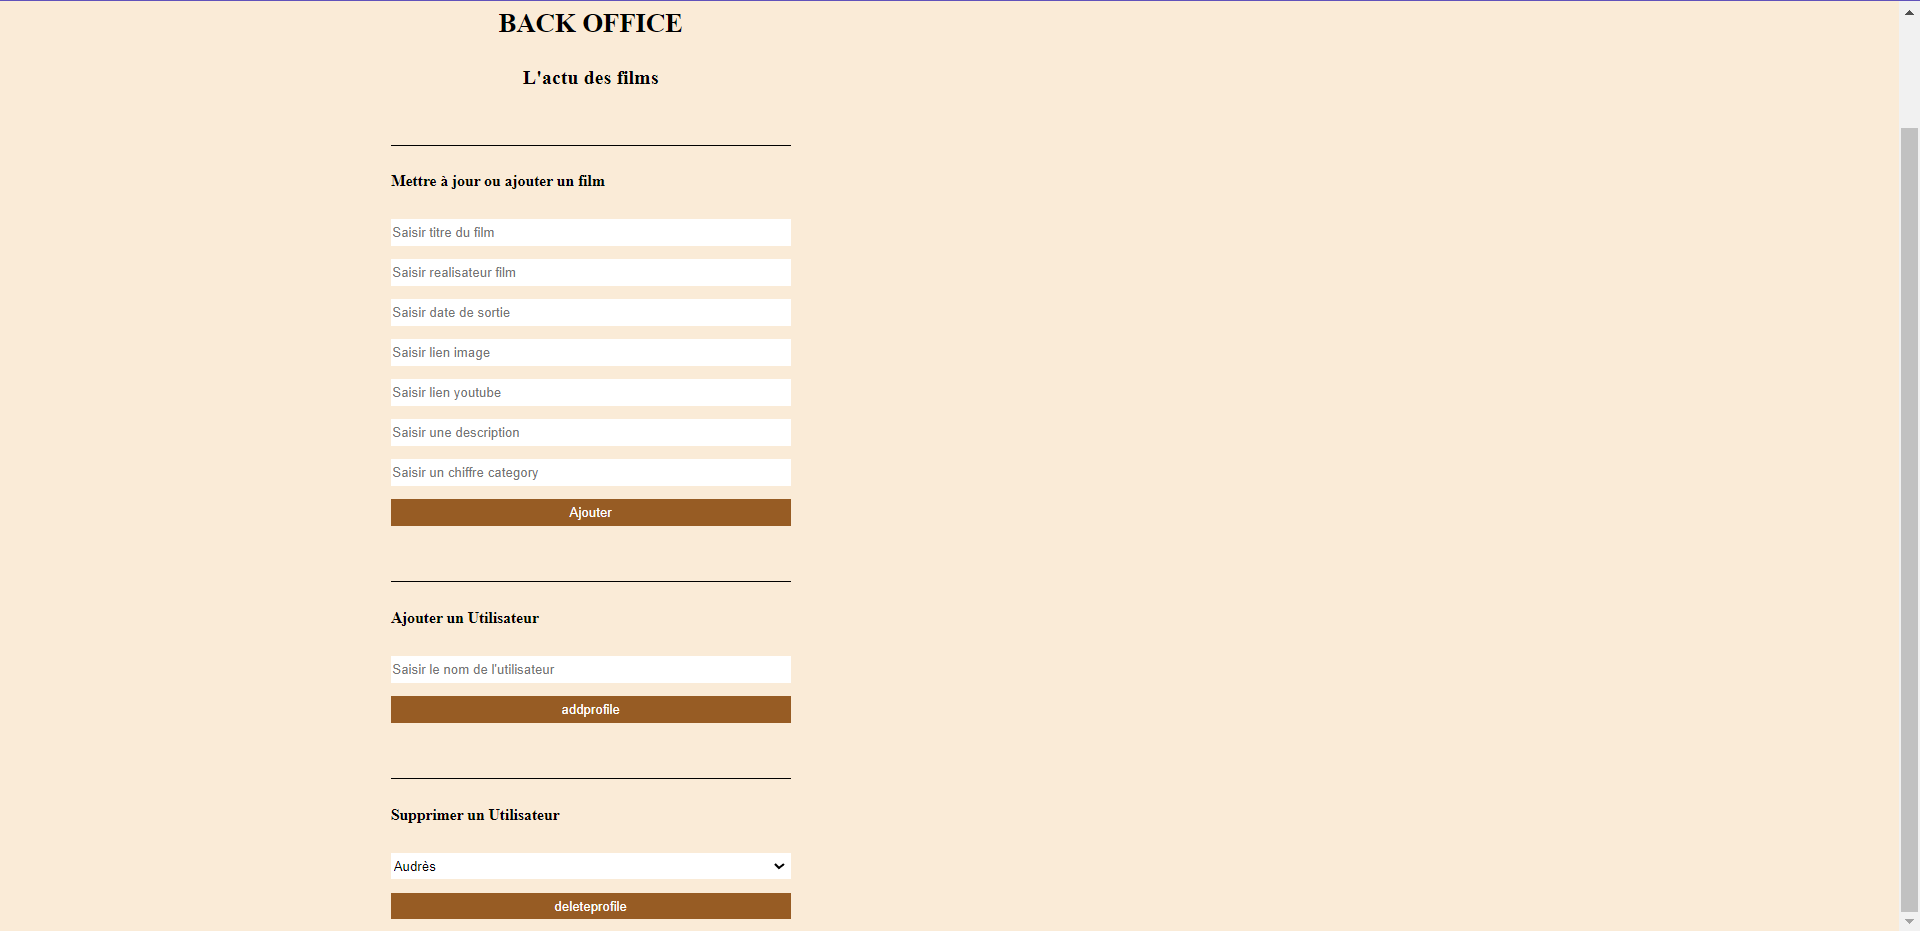 BACK OFFICE
L'actu des films
Mettre à jour ou ajouter un film
Saisir titre du film
Saisir realisateur film
Saisir date de sortie
Saisir lien image
Saisir lien youtube
Saisir une description
Saisir un chiffre category
Ajouter
Ajouter un Utilisateur
Saisir le nom de l'utilisateur
addprofile
Supprimer un Utilisateur
Audrès
deleteprofile